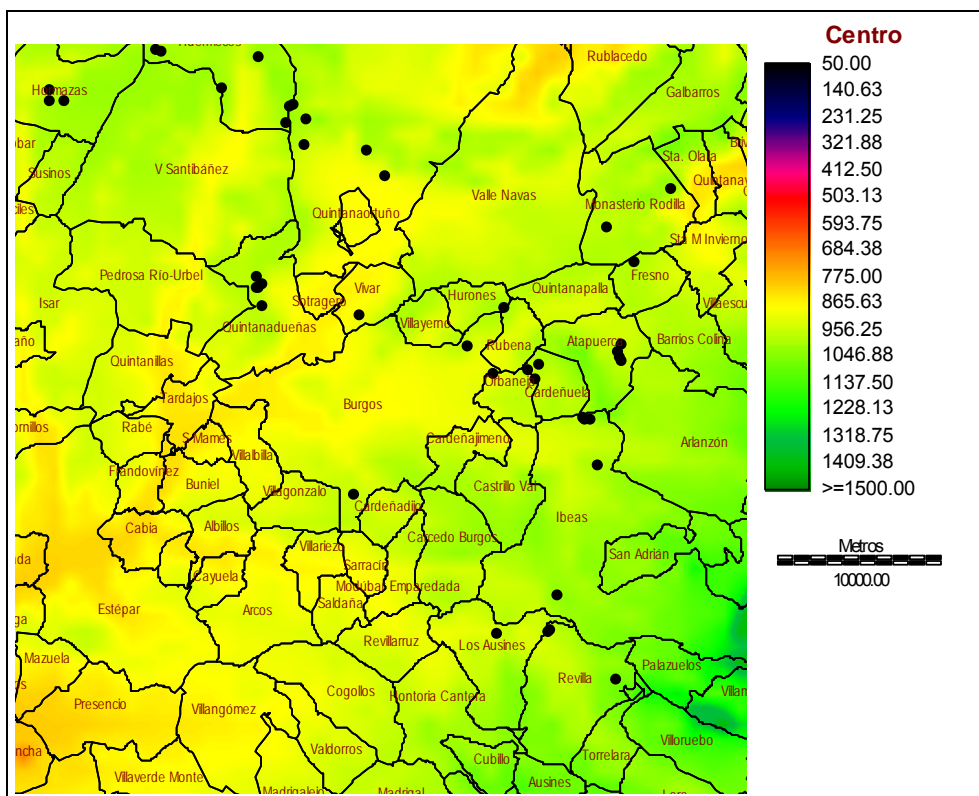 Centro
50.00
140.63
231.25
321.88
412.50
503.13
593.75
684.38
775.00
865.63
956.25
1046.88
1137.50
1228.13
1318.75
1409.38
>=1500.00
Metros
10000.00
Rublacedo
Hormazas
Galbarros
obar
Sta. Olala
Susinos
V Santibáñez
Valle Navas
Quintanaortuño
Monasterio Rodilla
Sta M Invierno
Pedrosa Río-Urbel
Fresno
Isar
Sotragero
Vivar
Hurones
Quintanapalla
Quintanadueñas
Villayerno
Rubena
Barrios Colina
Quintanillas
Cardeñuela
Tardajos
Burgos
Rabé
S Mamés
Cardeñajimeno
Arlanzón
Villalbilla
Frandovínez
Buniel
Villagonzalo
Castrillo Val
Cardeñadijo
Ibeas
Cabia
Albillos
Carcedo Burgos
Villariezo
San Adrián
Sarracín
Cayuela
Modúbar Emparedada
Estépar
Arcos
Saldaña
Revillarruz
Los Ausines
Mazuela
Palazuelos
Revilla
Cogollos
Hontoria Cantera
Presencio
Villangómez
Villoruebo
Valdorros
Torrelara
Cubillo
Villaverde Monte
Ausines